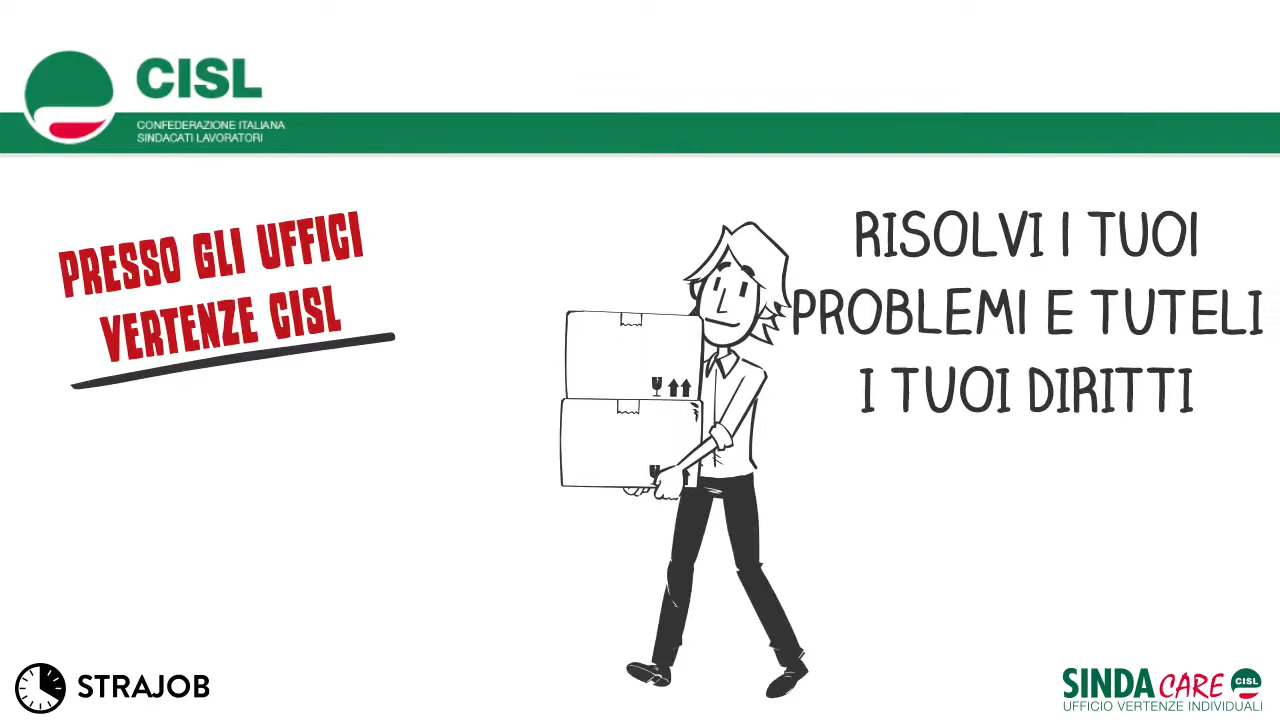 CISL
CONFEDERAZIONE ITALIANA
SINDACATI LAVORATORI
PRESSO GLI UFFICI
VERTENZE CISL
RISOLVI I TUOI
PROBLEMI E TUTELI
I TUOI DIRITTI
STRAJOB
SINDACARE CISL
UFFICIO VERTENZE INDIVIDUALI